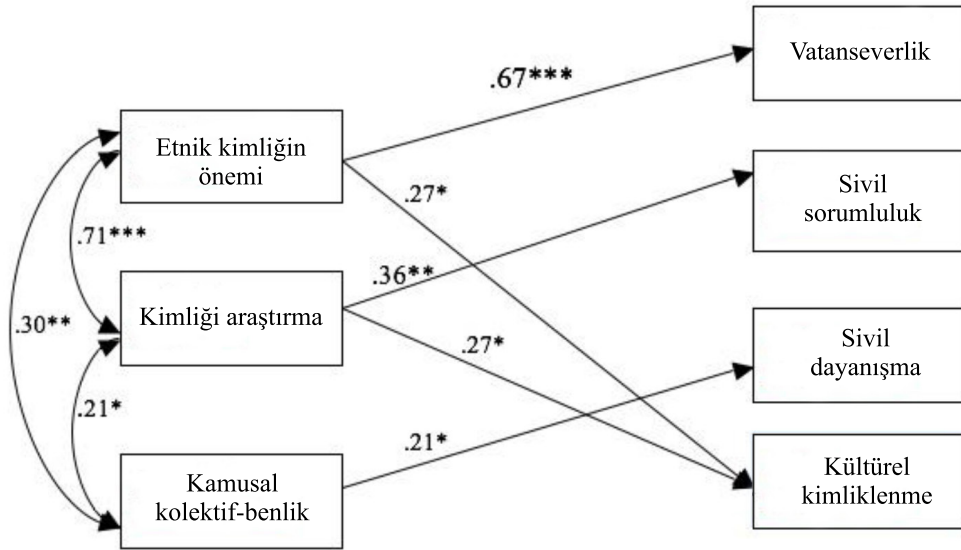 Vatanseverlik
.67***
Etnik kimliğin
önemi
.27*
Sivil
sorumluluk
.71***
.36**
Kimliği araştırma
.30**
.27*
Sivil
dayanışma
.21*
.21*
Kamusal
kolektif-benlik
Kültürel
kimliklenme